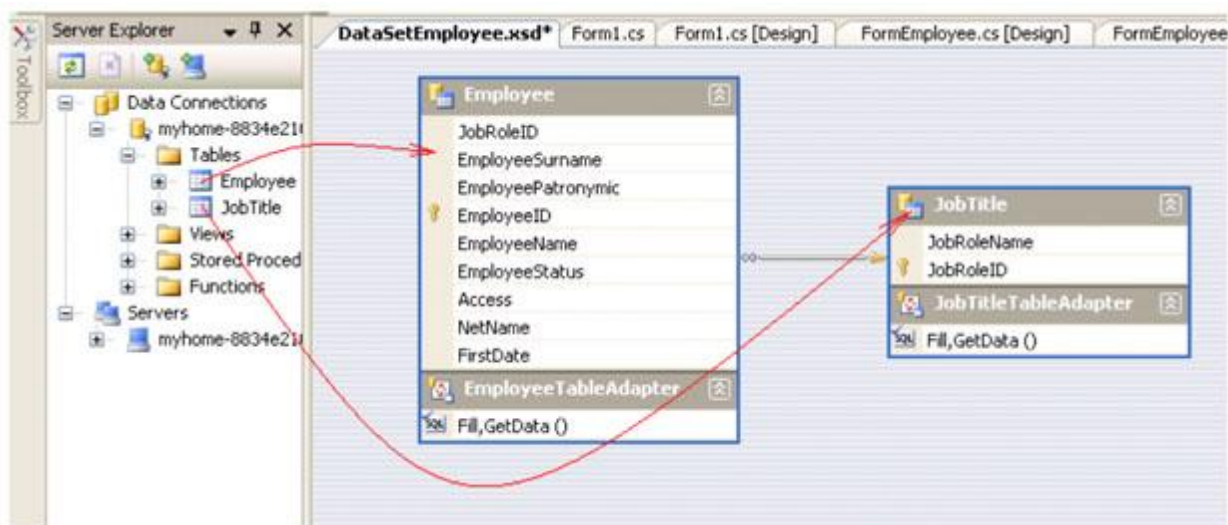 Toolbox
Server Explorer
Data Connections
myhome-8834e21
Tables
Employee
JobTitle
Views
Stored Proced
Functions
Servers
myhome-8834e21
DataSetEmployee.xsd* Form1.cs Form1.cs [Design] FormEmployee.cs [Design] FormEmployee
Employee
JobRoleID
EmployeeSurname
EmployeePatronymic
EmployeeID
EmployeeName
EmployeeStatus
Access
NetName
FirstDate
EmployeeTableAdapter
SQL Fill,GetData ()
JobTitle
JobRoleName
JobRoleID
JobTitleTableAdapter
SQL Fill,GetData ()